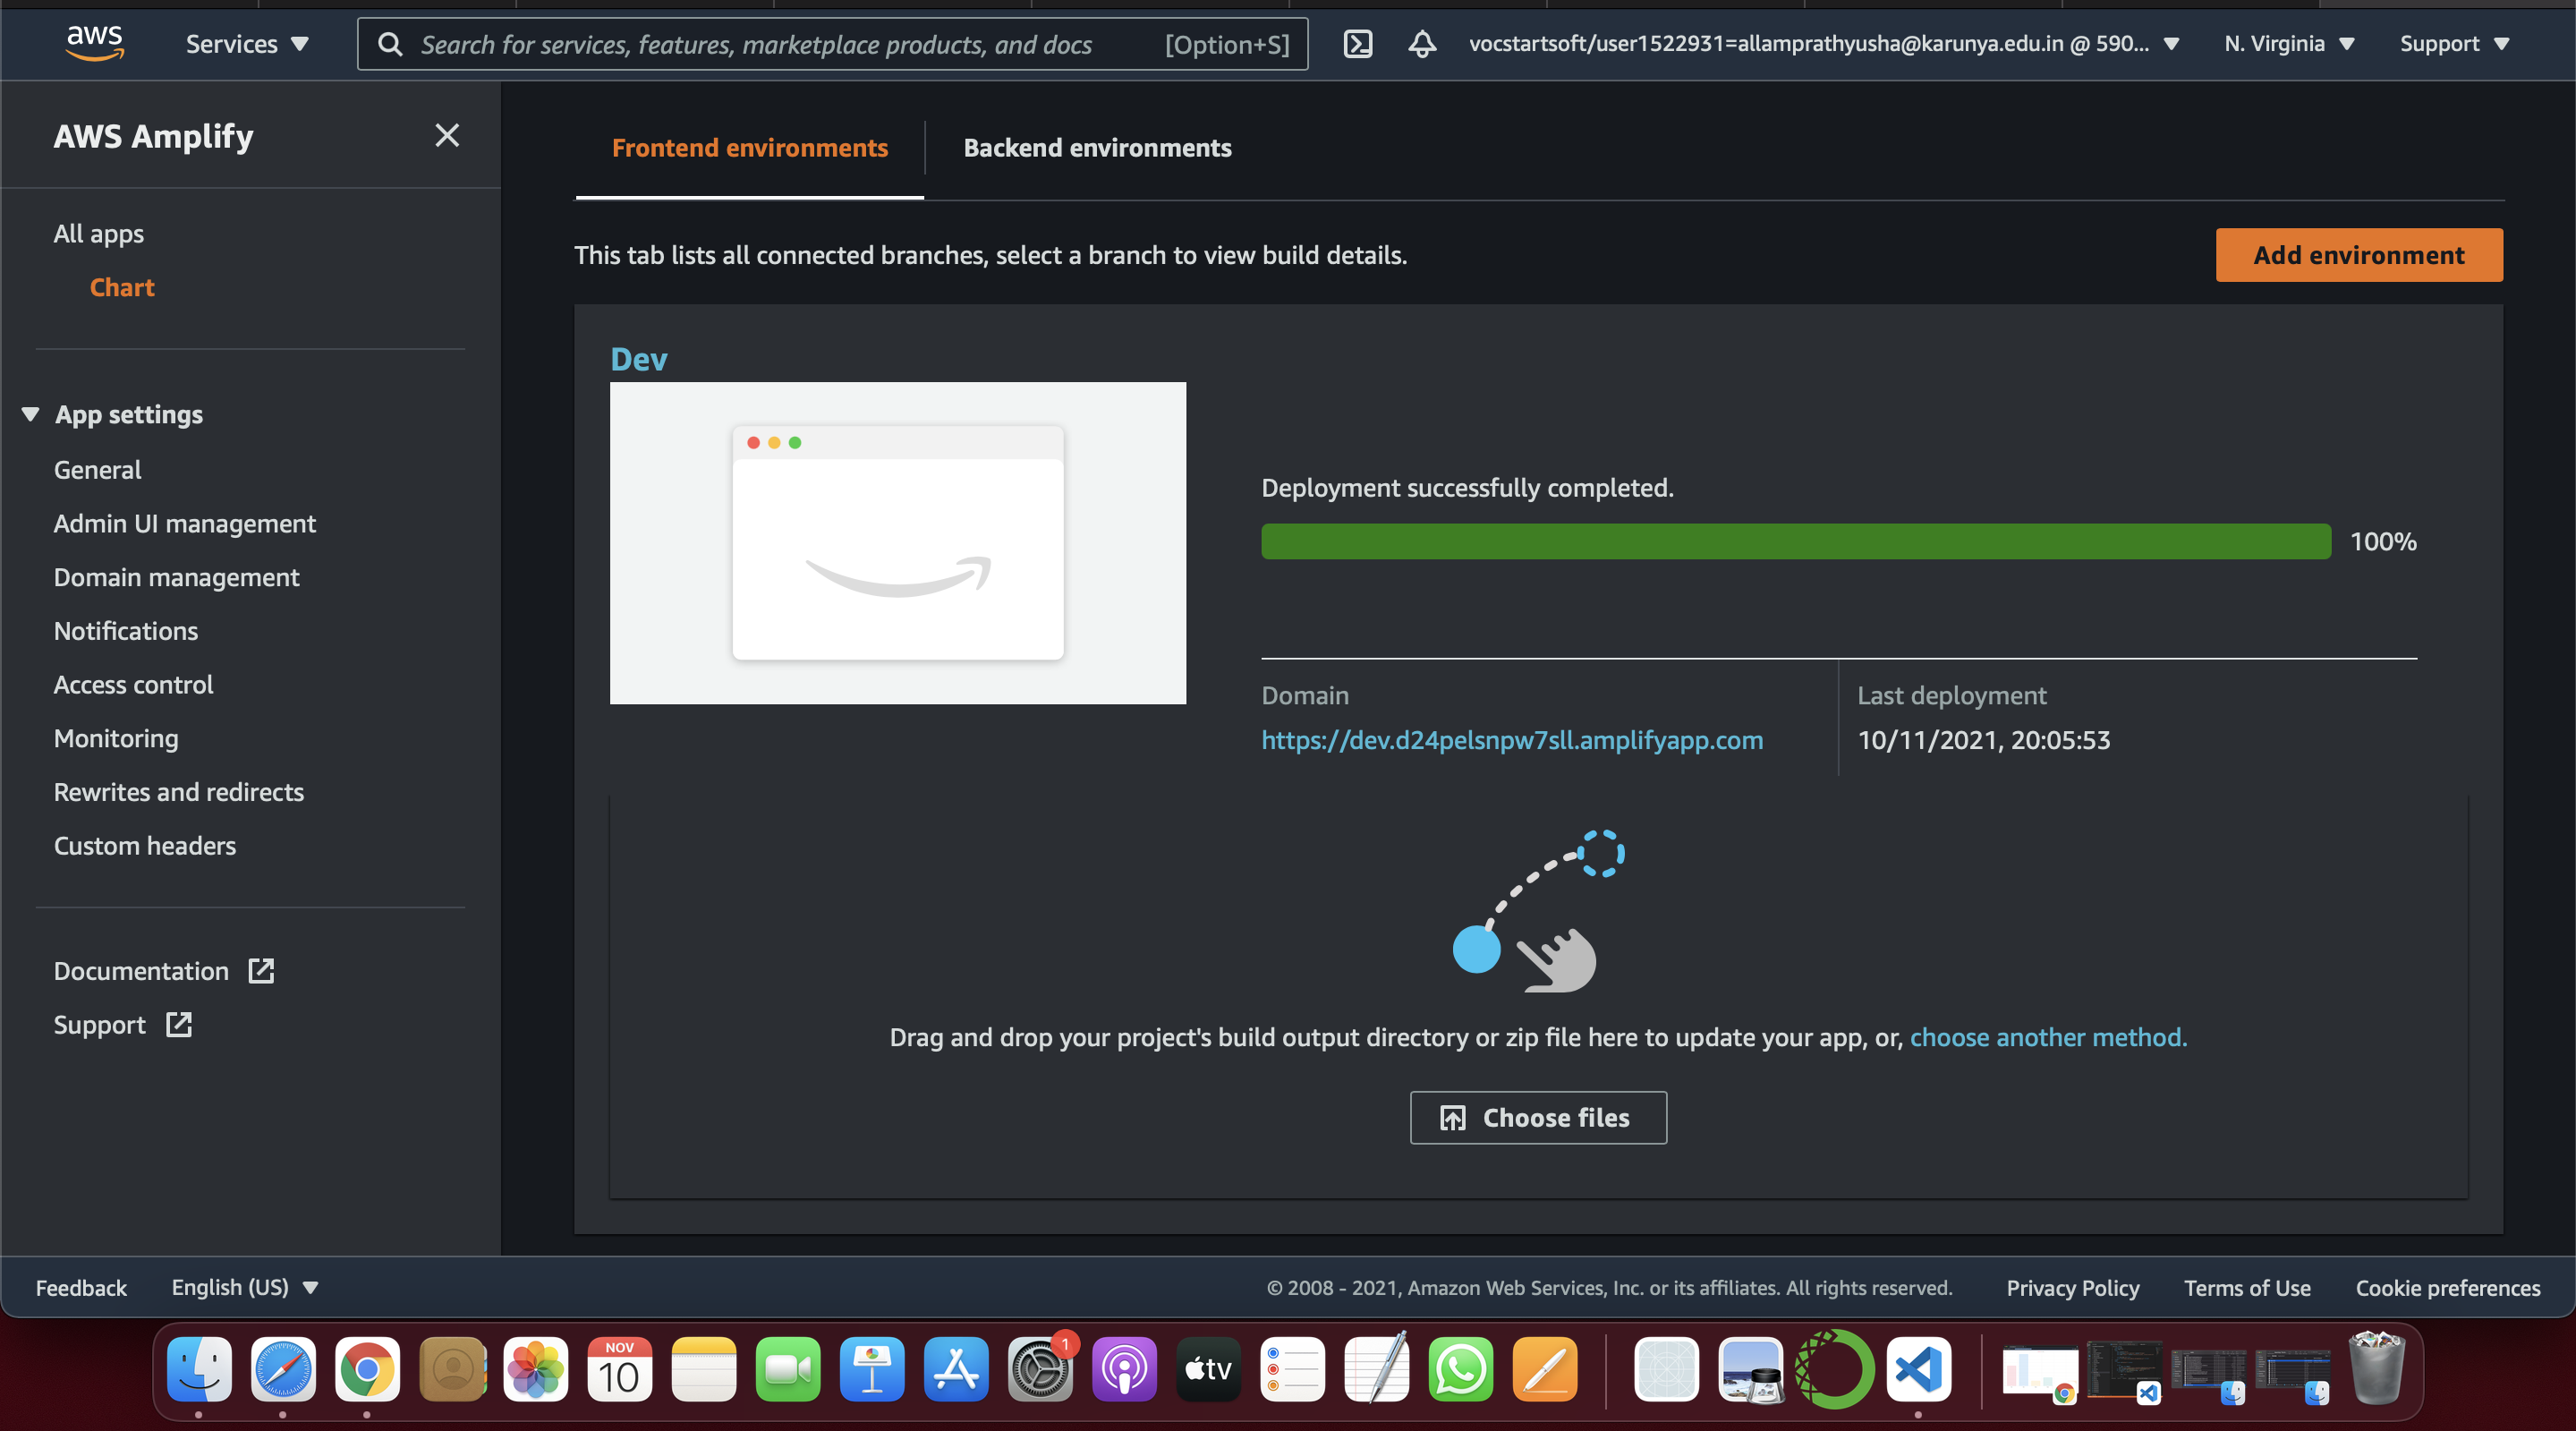 aws
Services
Search for services, features, marketplace products, and docs
[Option+S]
vocstartsoft/user1522931=allamprathyusha@karunya.edu.in @ 590...
N. Virginia
Support
AWS Amplify
All apps
Chart
App settings
General
Admin UI management
Domain management
Notifications
Access control
Monitoring
Rewrites and redirects
Custom headers
Documentation
Support
Frontend environments
Backend environments
This tab lists all connected branches, select a branch to view build details.
Add environment
Dev
Deployment successfully completed.
100%
Domain
https://dev.d24pelsnpw7sll.amplifyapp.com
Last deployment
10/11/2021, 20:05:53
Drag and drop your project's build output directory or zip file here to update your app, or, choose another method.
Choose files
Feedback
English (US)
© 2008 - 2021, Amazon Web Services, Inc. or its affiliates. All rights reserved.
Privacy Policy
Terms of Use
Cookie preferences
NOV
10
1
tv